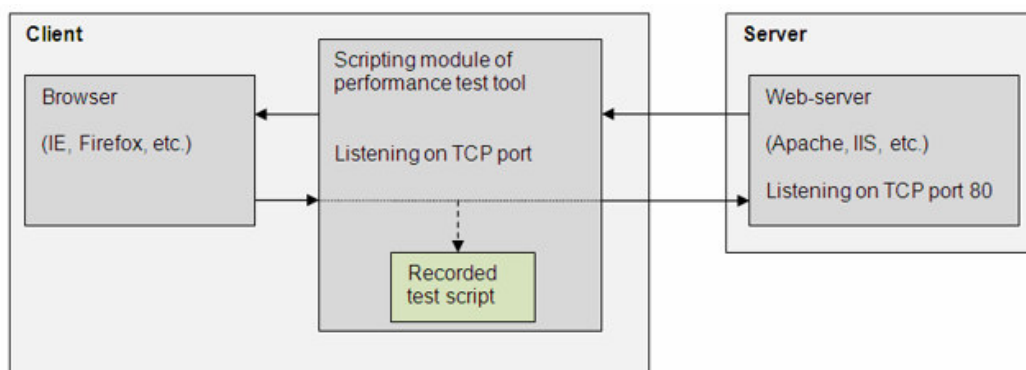 Client
Browser
(IE, Firefox, etc.)
Scripting module of
performance test tool
Listening on TCP port
Recorded
test script
Server
Web-server
(Apache, IIS, etc.)
Listening on TCP port 80